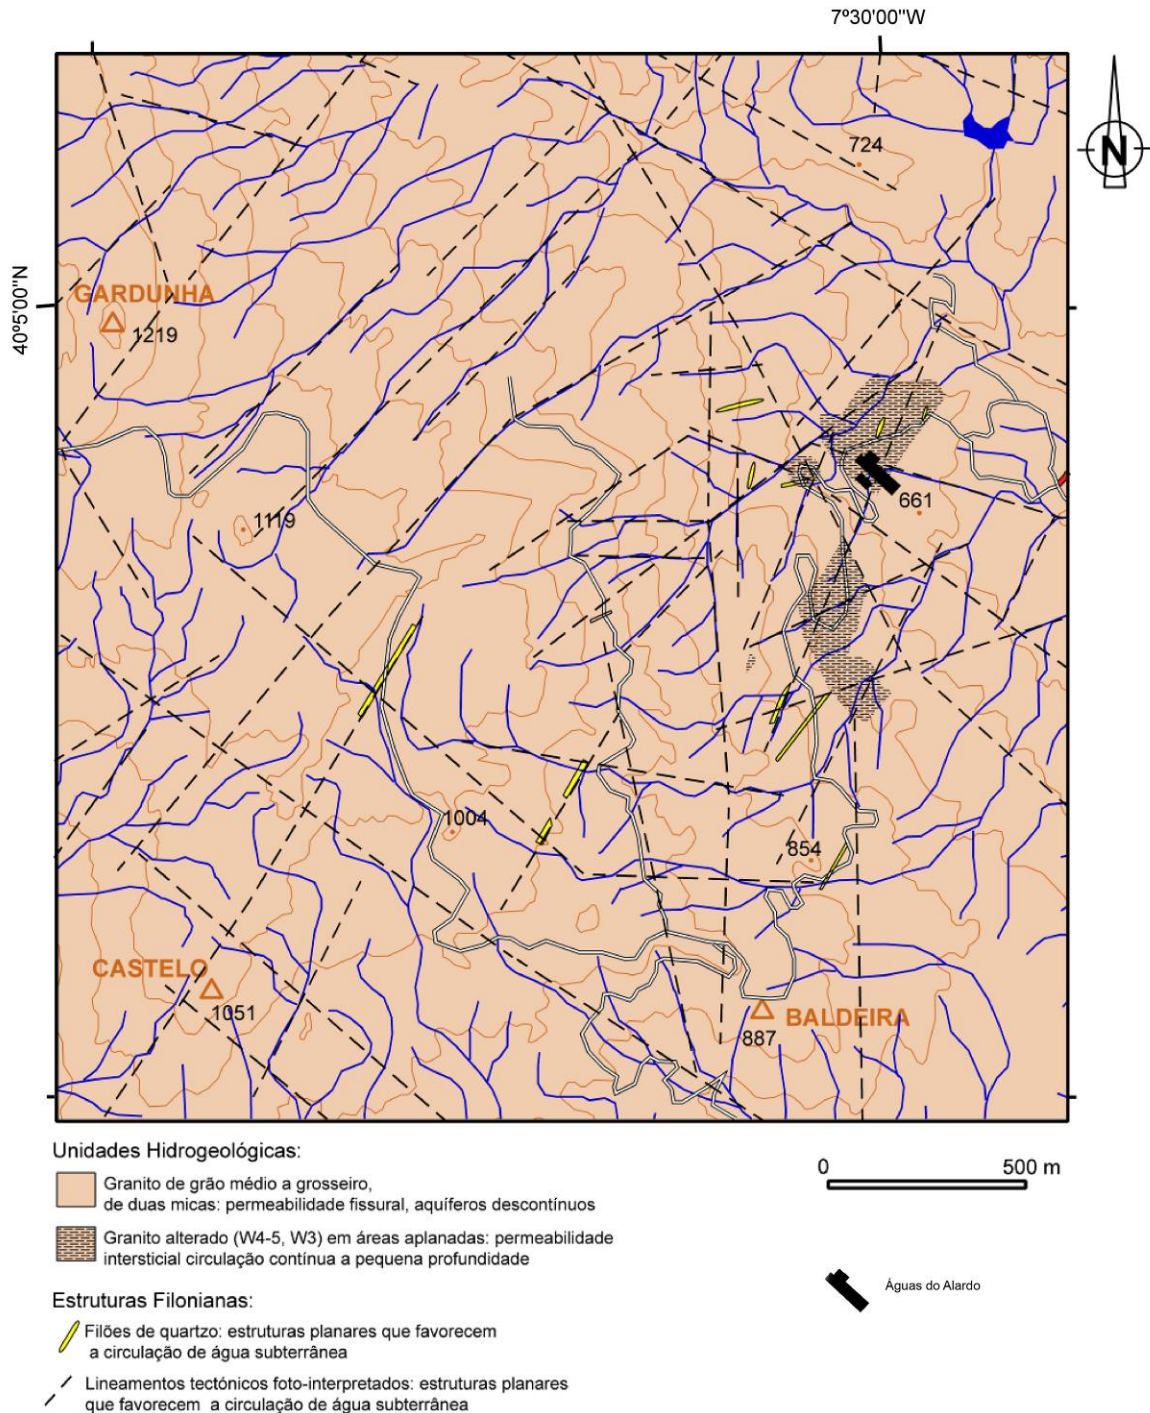 7º30'00''W
N
40º5'00''N
724
GARDUNHA
1219
661
1119
1004
854
CASTELO
1051
BALDEIRA
887
Unidades Hidrogeológicas:
Granito de grão médio a grosseiro,
de duas micas: permeabilidade fissural, aquíferos descontínuos
Granito alterado (W4-5, W3) em áreas aplanadas: permeabilidade
intersticial circulação contínua a pequena profundidade
Estruturas Filonianas:
Filões de quartzo: estruturas planares que favorecem
a circulação de água subterrânea
Lineamentos tectónicos foto-interpretados: estruturas planares
que favorecem a circulação de água subterrânea
0 500 m
Águas do Alardo